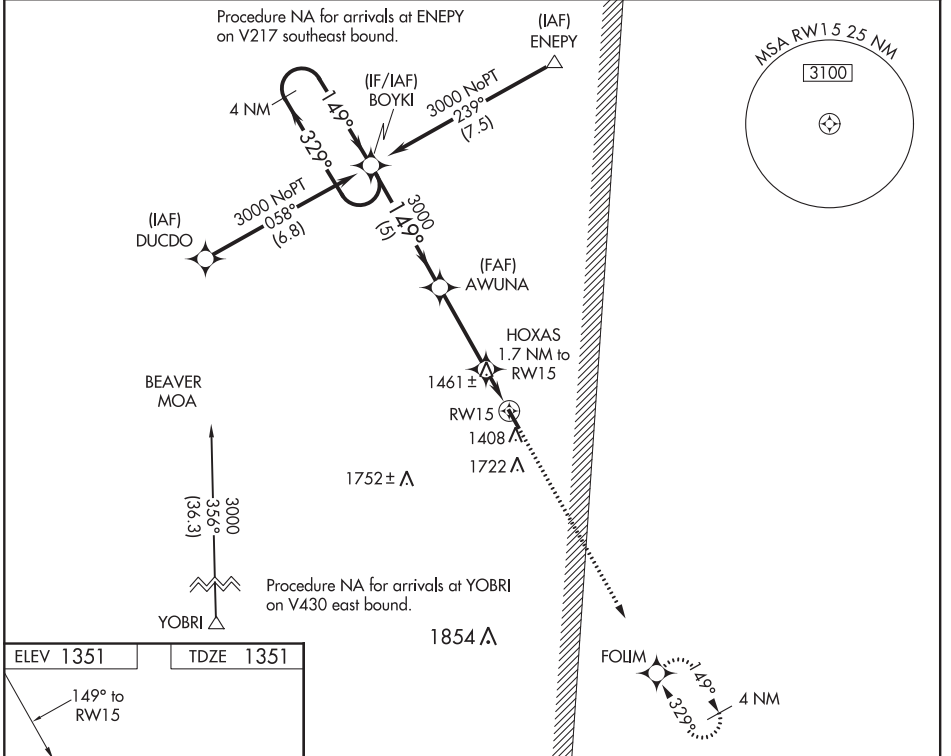 Procedure NA for arrivals at ENEPY
on V217 southeast bound.
(IAF)
ENEPY
MSA RW15 25 NM
3100
(IF/IAF)
BOYKI
4 NM
149°
329°
3000 NoPT
239°
(7.5)
3000 NoPT
058°
(6.8)
(IAF)
DUCDO
3000
149°
(5)
(FAF)
AWUNA
HOXAS
1.7 NM to
RW15
1461±
RW15
1408
1722
1752±
BEAVER
MOA
3000
356°
(36.3)
Procedure NA for arrivals at YOBRI
on V430 east bound.
YOBRI
1854
FOLIM
149°
329°
4 NM
ELEV 1351
TDZE 1351
149° to
RW15